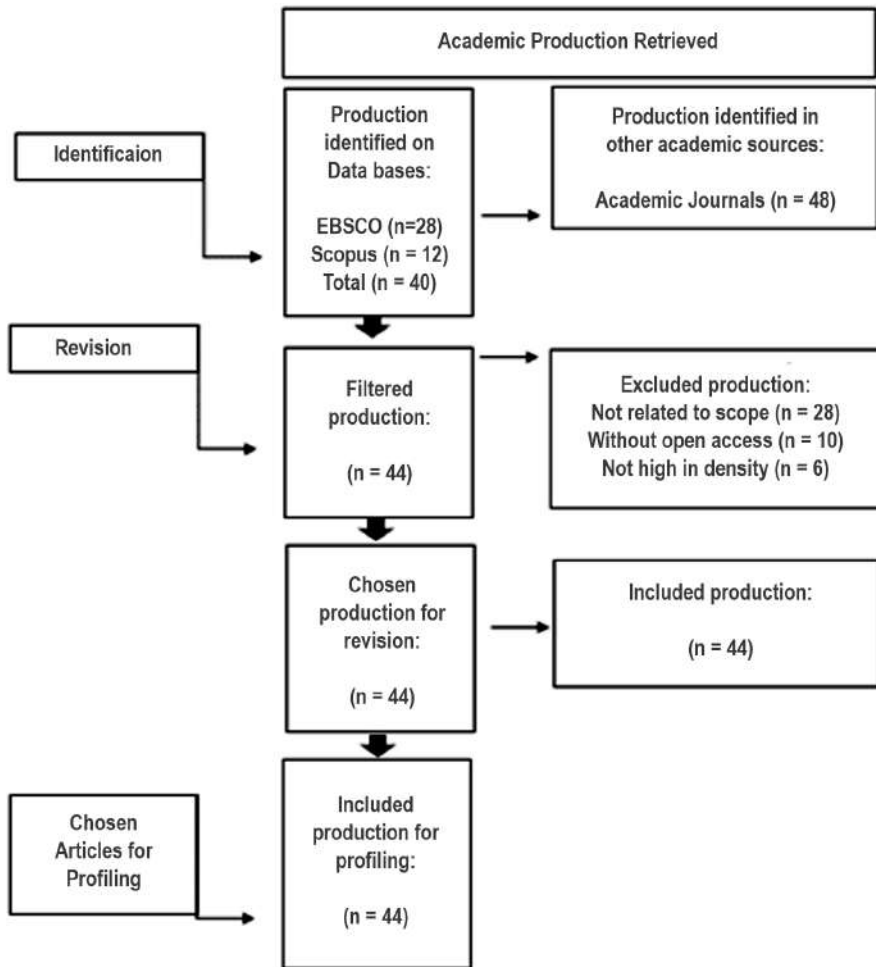 Academic Production Retrieved
Identificaion
Production
identified on
Data bases:
EBSCO (n=28)
Scopus (n = 12)
Total (n = 40)
Production identified in
other academic sources:
Academic Journals (n = 48)
Revision
Filtered
production:
(n = 44)
Excluded production:
Not related to scope (n = 28)
Without open access (n = 10)
Not high in density (n = 6)
Chosen
production for
revision:
(n = 44)
Included production:
(n = 44)
Chosen
Articles for
Profiling
Included
production for
profiling:
(n = 44)